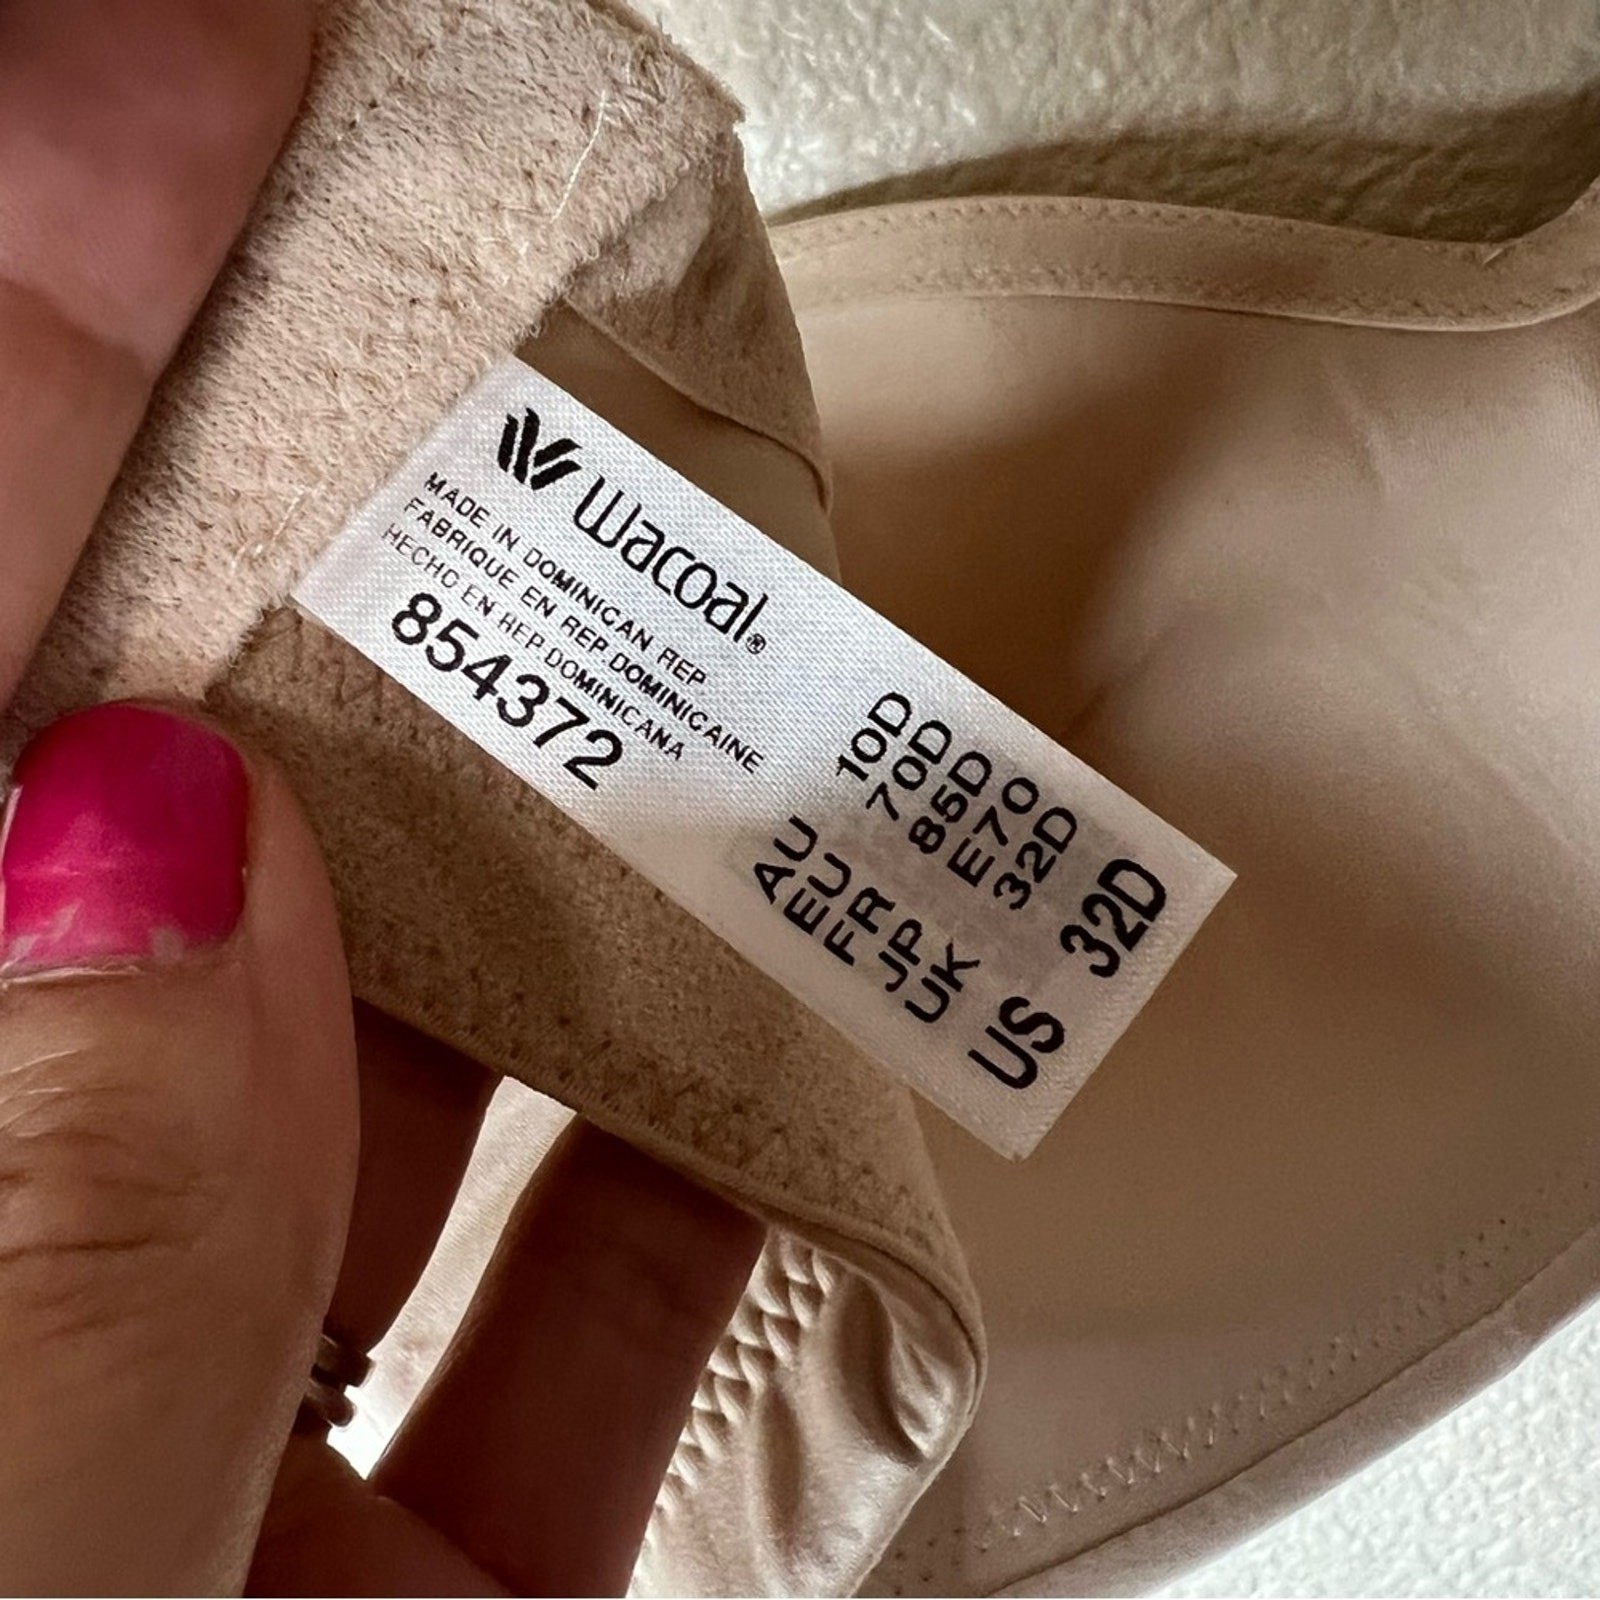 wacoal®
MADE IN DOMINICAN REP.
FABRIQUE EN REP. DOMINICAINE
HECHO EN REP. DOMINICANA
854372
AU 10D
EU 70D
FR 85D
JP E70
UK 32D
US 32D